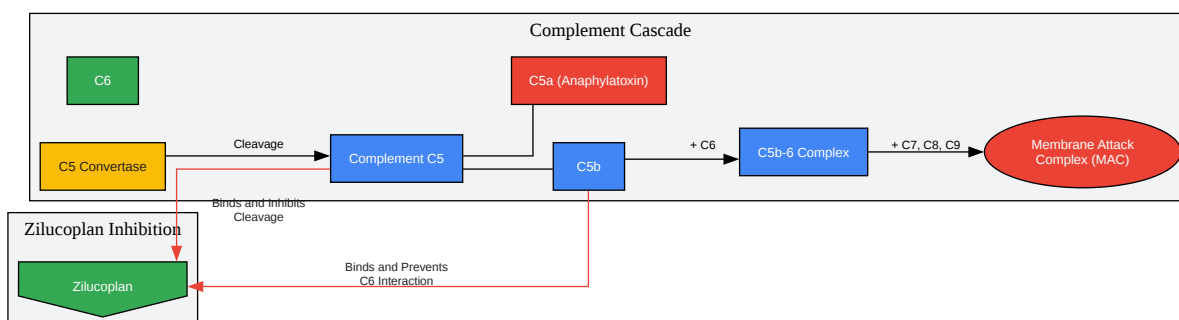 Complement Cascade
C6
C5a (Anaphylatoxin)
C5 Convertase
Cleavage
Complement C5
C5b
+ C6
C5b-6 Complex
+ C7, C8, C9
Membrane Attack
Complex (MAC)
Binds and Inhibits
Cleavage
Zilucoplan Inhibition
Zilucoplan
Binds and Prevents
C6 Interaction